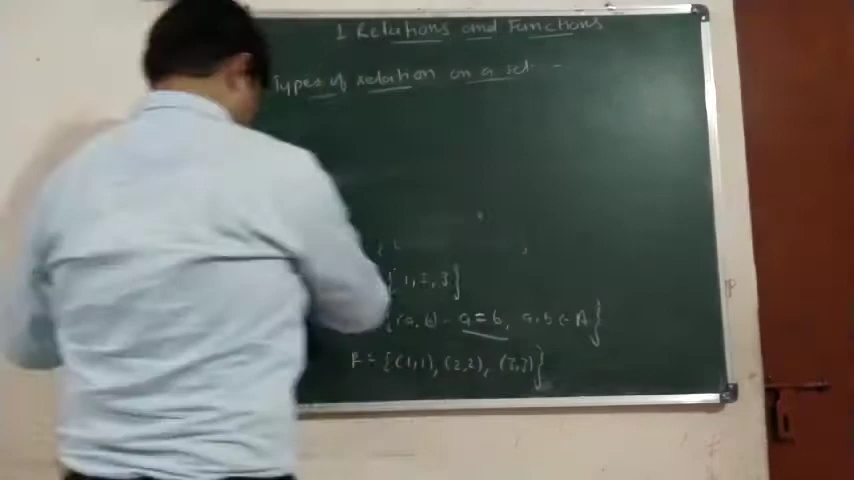 1 Relations and Functions
Types of relation on a set
{1, 2, 3}
{(a, b) - a = b, a, b ∈ A}
R = {(1,1), (2,2), (3,3)}